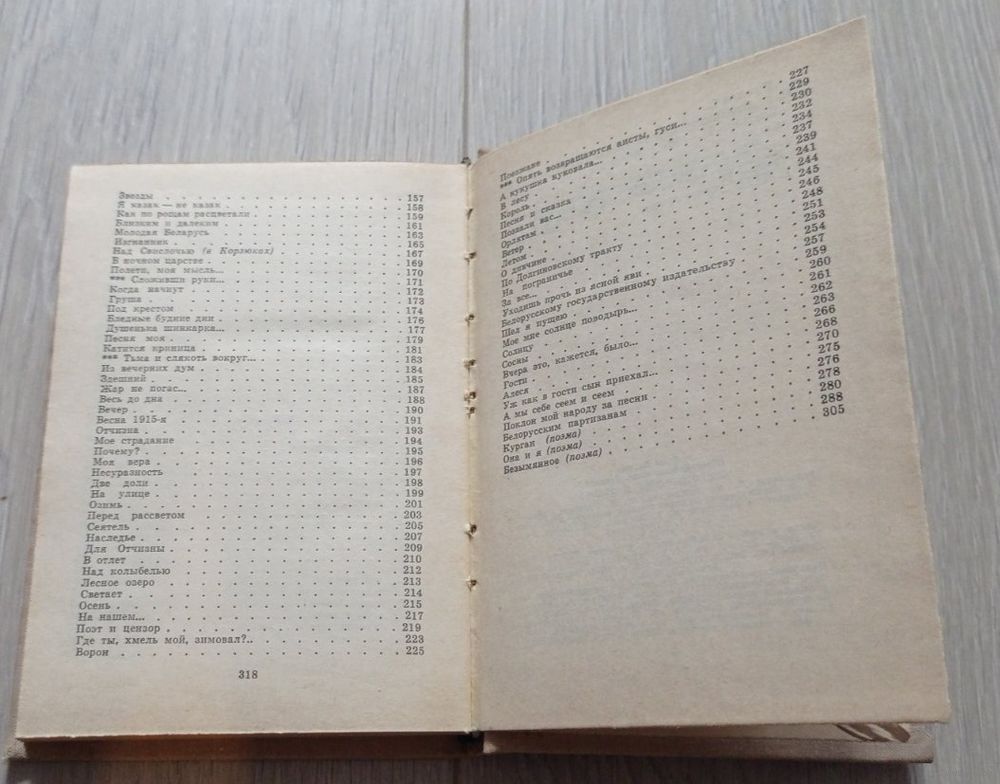 Звезды 157
Я казак — не казак 158
Как по рощам расцветали 159
Близким и далеким 161
Молодая Беларусь 163
Изгнанник 165
Над Свислочью (в Корзюках) 167
В ночном царстве 169
Полети, моя мысль... 170
*** Сложивши руки... 171
Когда начнут 172
Груша 173
Под крестом 174
Бледные будние дни 176
Душенька шинкарка... 177
Песня моя 179
Катится криница 181
*** Тьма и слякоть вокруг... 183
Из вечерних дум 184
Здешний 185
Жар не погас... 187
Весь до дна 188
Вечер 190
Весна 1915-я 191
Отчизна 193
Мое страдание 194
Почему? 195
Моя вера 196
Несуразность 197
Две доли 198
На улице 199
Озимь 201
Перед рассветом 203
Сеятель 205
Наследье 207
Для Отчизны 209
В отлет 210
Над колыбелью 212
Лесное озеро 213
Светает 214
Осень 215
На нашем... 217
Поэт и цензор 219
Где ты, хмель мой, зимовал?.. 223
Ворон 225
318
Поезжане 227
*** Опять возвращаются аисты, гуси... 229
А кукушка куковала... 230
В лесу 232
Король 234
Песня и сказка 237
Позвали вас... 239
Орлятам 241
Ветер 244
Летом 245
О дивчине 246
По Долгиновскому тракту 248
На пограничье 251
За все... 253
Уходишь прочь из ясной яви 254
Белорусскому государственному издательству 257
Шел я пущею 259
Мое мне солнце поводырь... 260
Солнцу 261
Сосны 262
Вчера это, кажется, было... 263
Гости 266
Алеся 268
Уж как в гости сын приехал... 270
А мы себе сеем и сеем 275
Поклон мой народу за песни 276
Белорусским партизанам 278
Курган (поэма) 280
Она и я (поэма) 288
Безымянное (поэма) 305